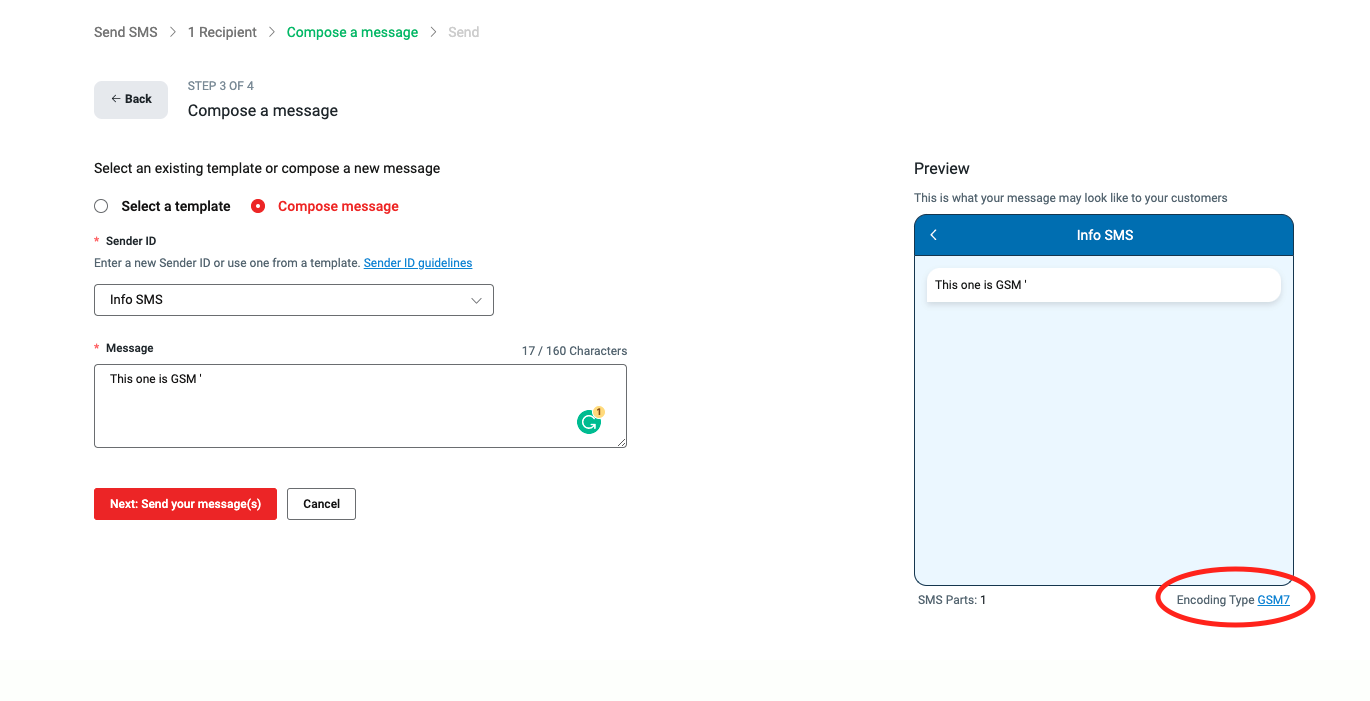 Send SMS > 1 Recipient > Compose a message > Send
← Back
STEP 3 OF 4
Compose a message
Select an existing template or compose a new message
Select a template
Compose message
* Sender ID
Enter a new Sender ID or use one from a template. Sender ID guidelines
Info SMS
* Message
17 / 160 Characters
This one is GSM '
1
Next: Send your message(s)
Cancel
Preview
This is what your message may look like to your customers
Info SMS
This one is GSM '
SMS Parts: 1
Encoding Type GSM7